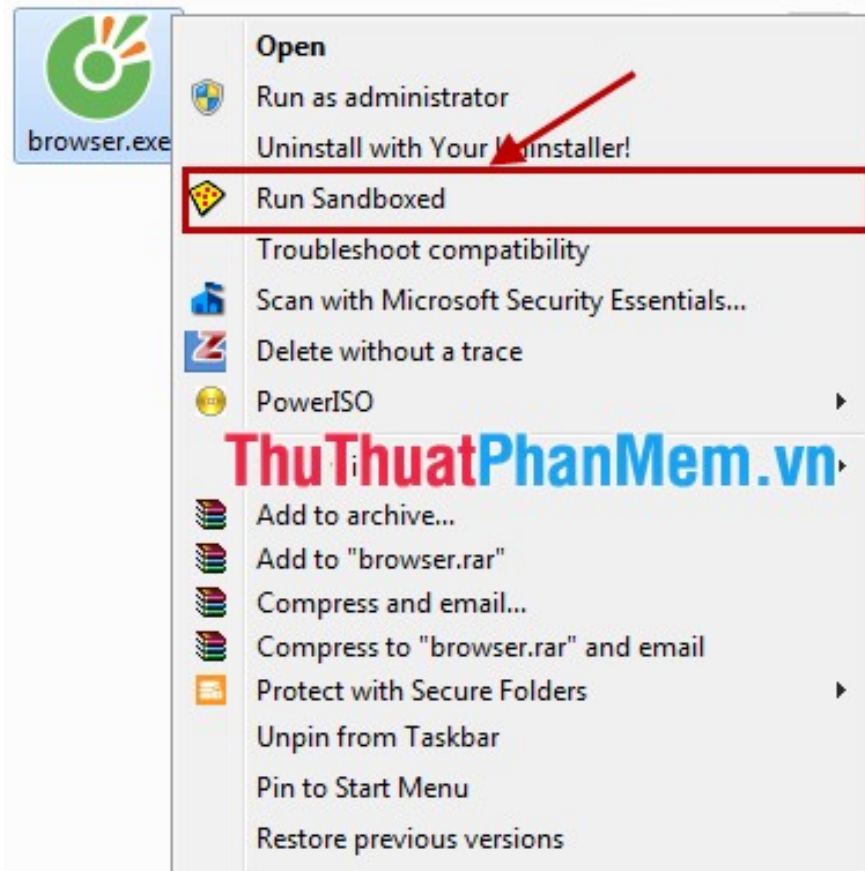 browser.exe
Open
Run as administrator
Uninstall with Your Uninstaller!
Run Sandboxed
Troubleshoot compatibility
Scan with Microsoft Security Essentials...
Delete without a trace
PowerISO
ThuThuatPhanMem.vn
Add to archive...
Add to "browser.rar"
Compress and email...
Compress to "browser.rar" and email
Protect with Secure Folders
Unpin from Taskbar
Pin to Start Menu
Restore previous versions